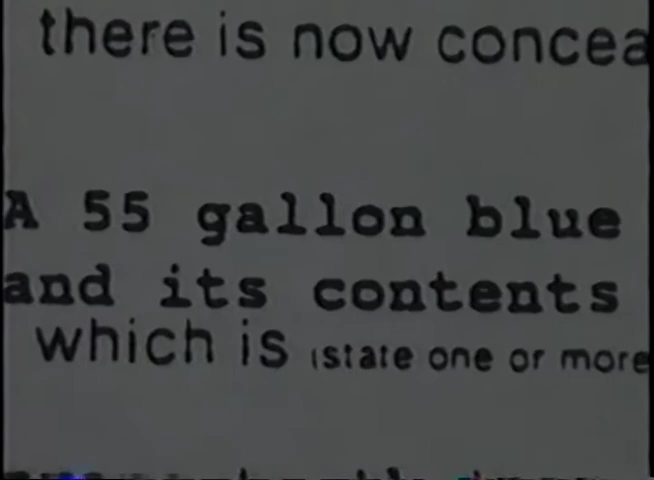 there is now concea
A 55 gallon blue
and its contents
which is (state one or more